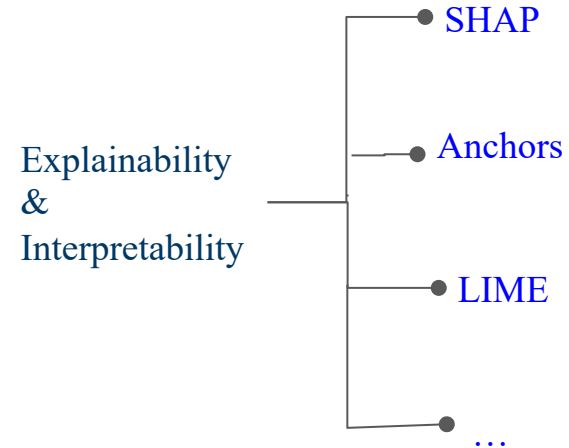 SHAP
Anchors
Explainability
&
Interpretability
LIME
…